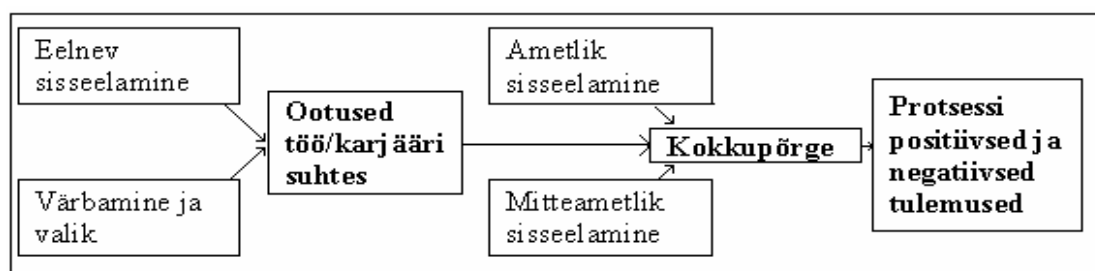 Eelnev
sisseelamine
Värbamine ja
valik
Ootused
töö/karjääri
suhtes
Ametlik
sisseelamine
Mitteametlik
sisseelamine
Kokkupõrge
Protsessi
positiivsed ja
negatiivsed
tulemused